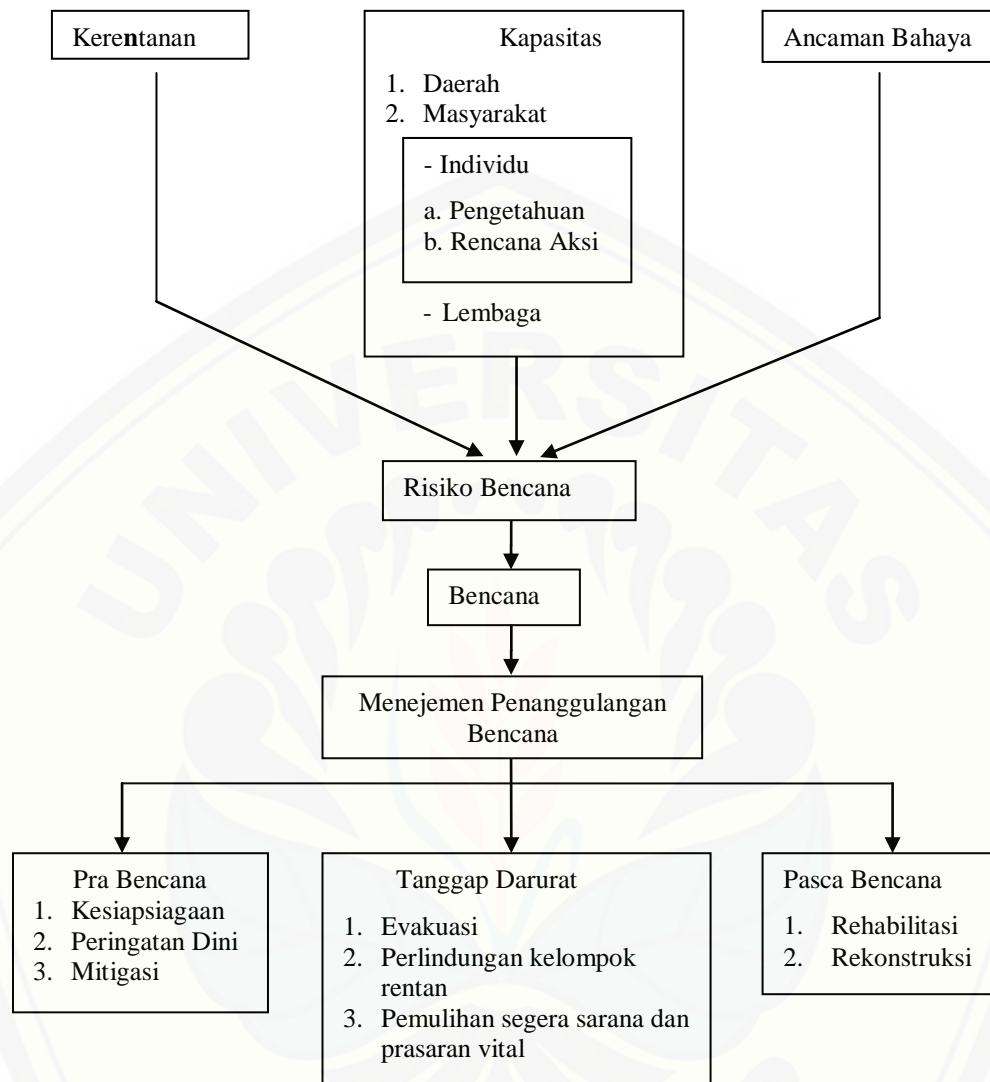 Kerentanan
Kapasitas
1. Daerah
2. Masyarakat
- Individu
a. Pengetahuan
b. Rencana Aksi
- Lembaga
Ancaman Bahaya
Risiko Bencana
Bencana
Menejemen Penanggulangan
Bencana
Pra Bencana
1. Kesiapsiagaan
2. Peringatan Dini
3. Mitigasi
Tanggap Darurat
1. Evakuasi
2. Perlindungan kelompok
rentan
3. Pemulihan segera sarana dan
prasaran vital
Pasca Bencana
1. Rehabilitasi
2. Rekonstruksi
UNIVERSITAS